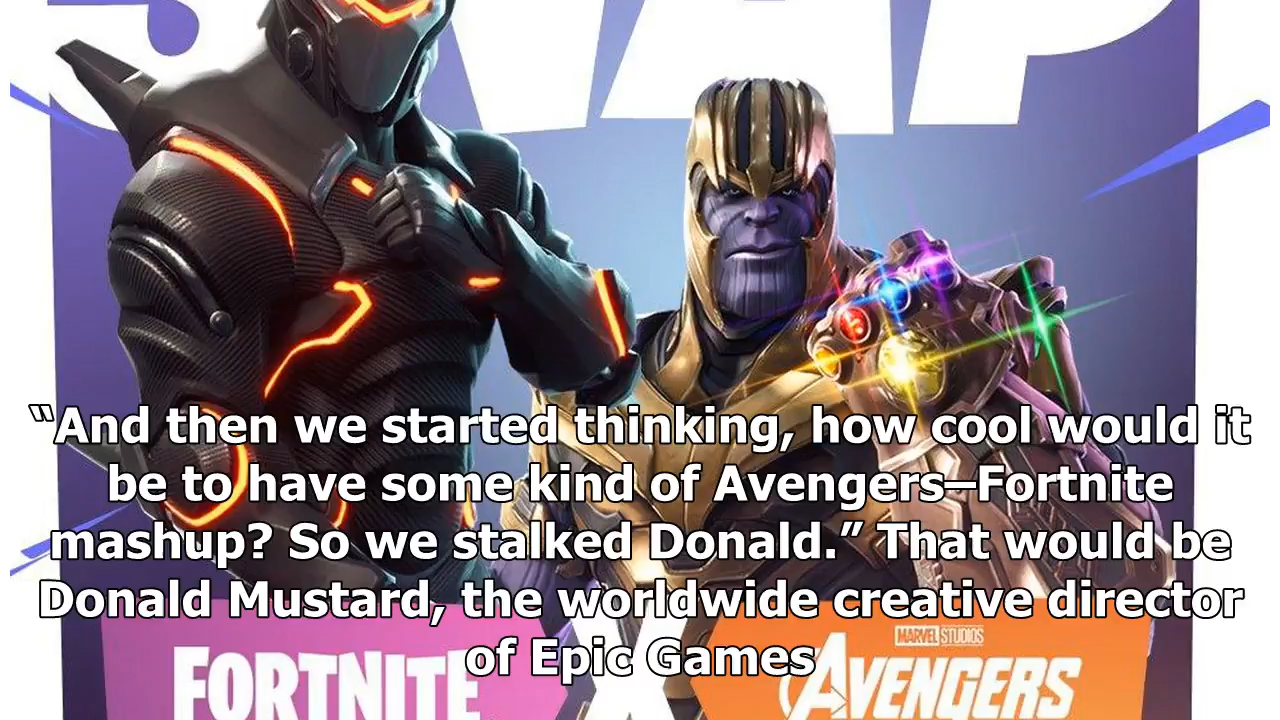 SNAP
“And then we started thinking, how cool would it
be to have some kind of Avengers—Fortnite
mashup? So we stalked Donald.” That would be
Donald Mustard, the worldwide creative director
of Epic Games
MARVEL STUDIOS
FORTNITE X AVENGERS